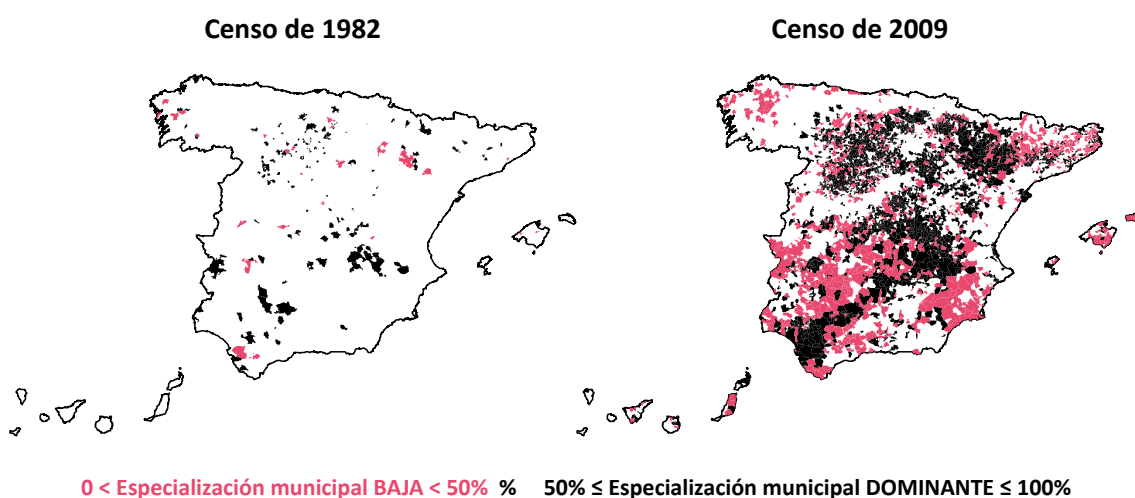 Censo de 1982 Censo de 2009
0 < Especialización municipal BAJA < 50% % 50% ≤ Especialización municipal DOMINANTE ≤ 100%